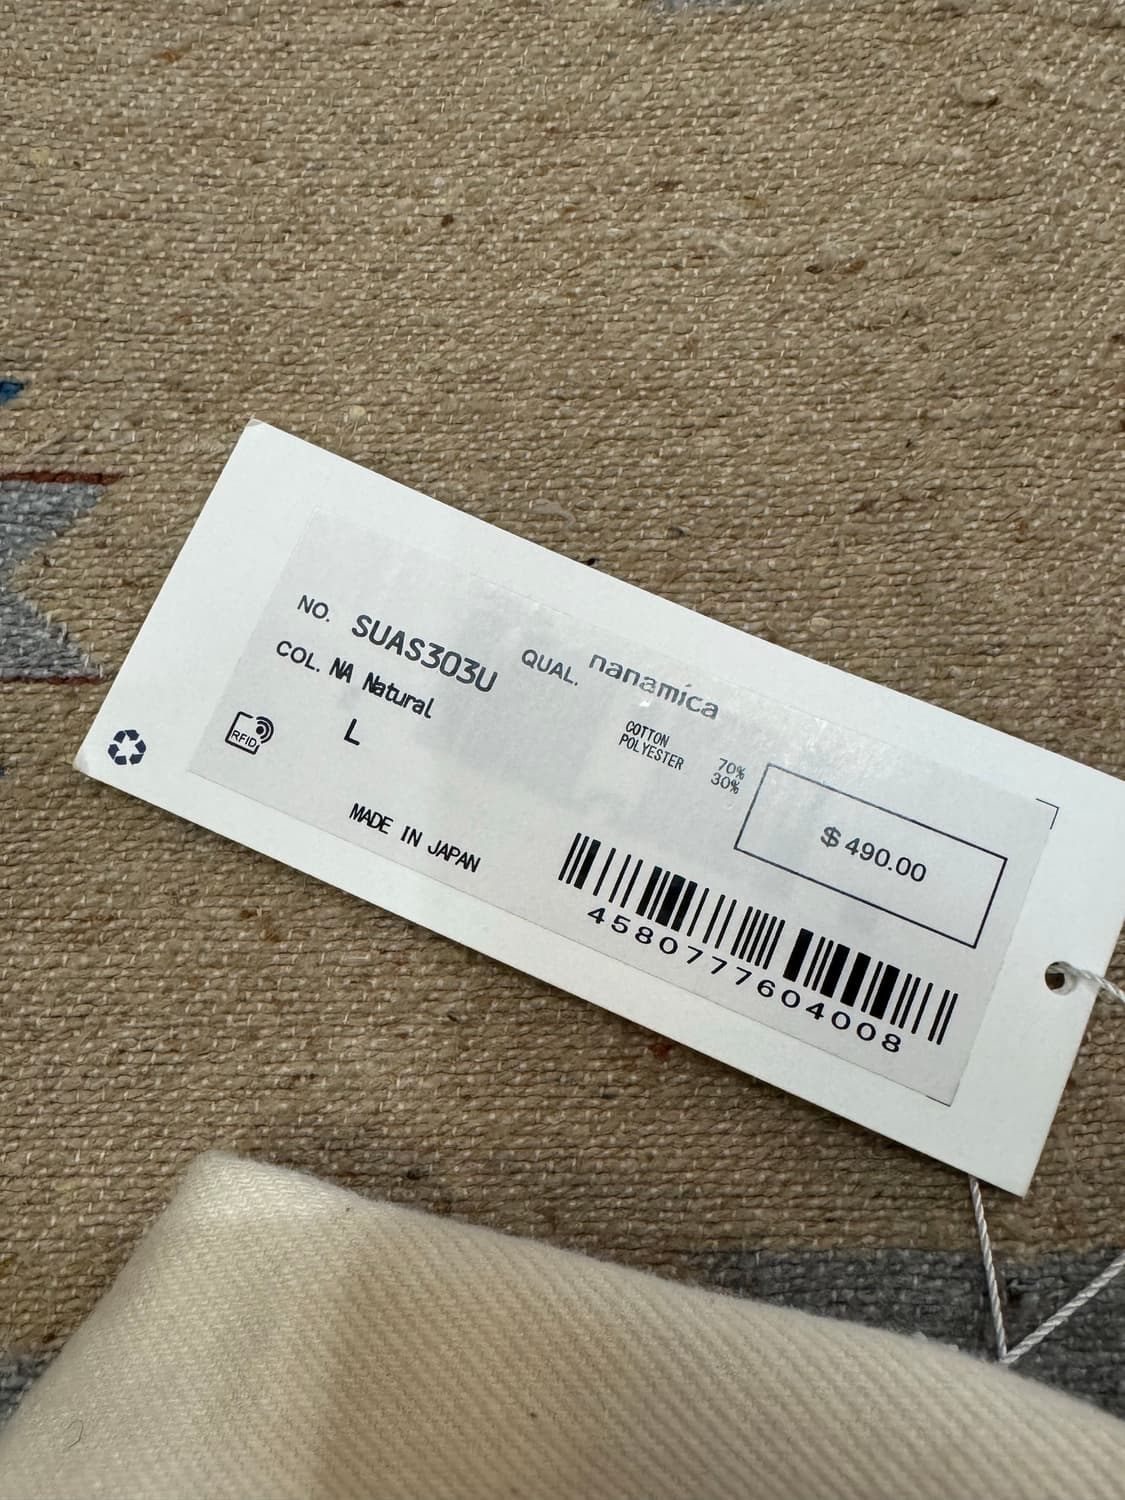 NO. SUAS303U
COL. NA Natural
L
RFID
MADE IN JAPAN
QUAL. nanamica
COTTON 70%
POLYESTER 30%
$490.00
4580777604008